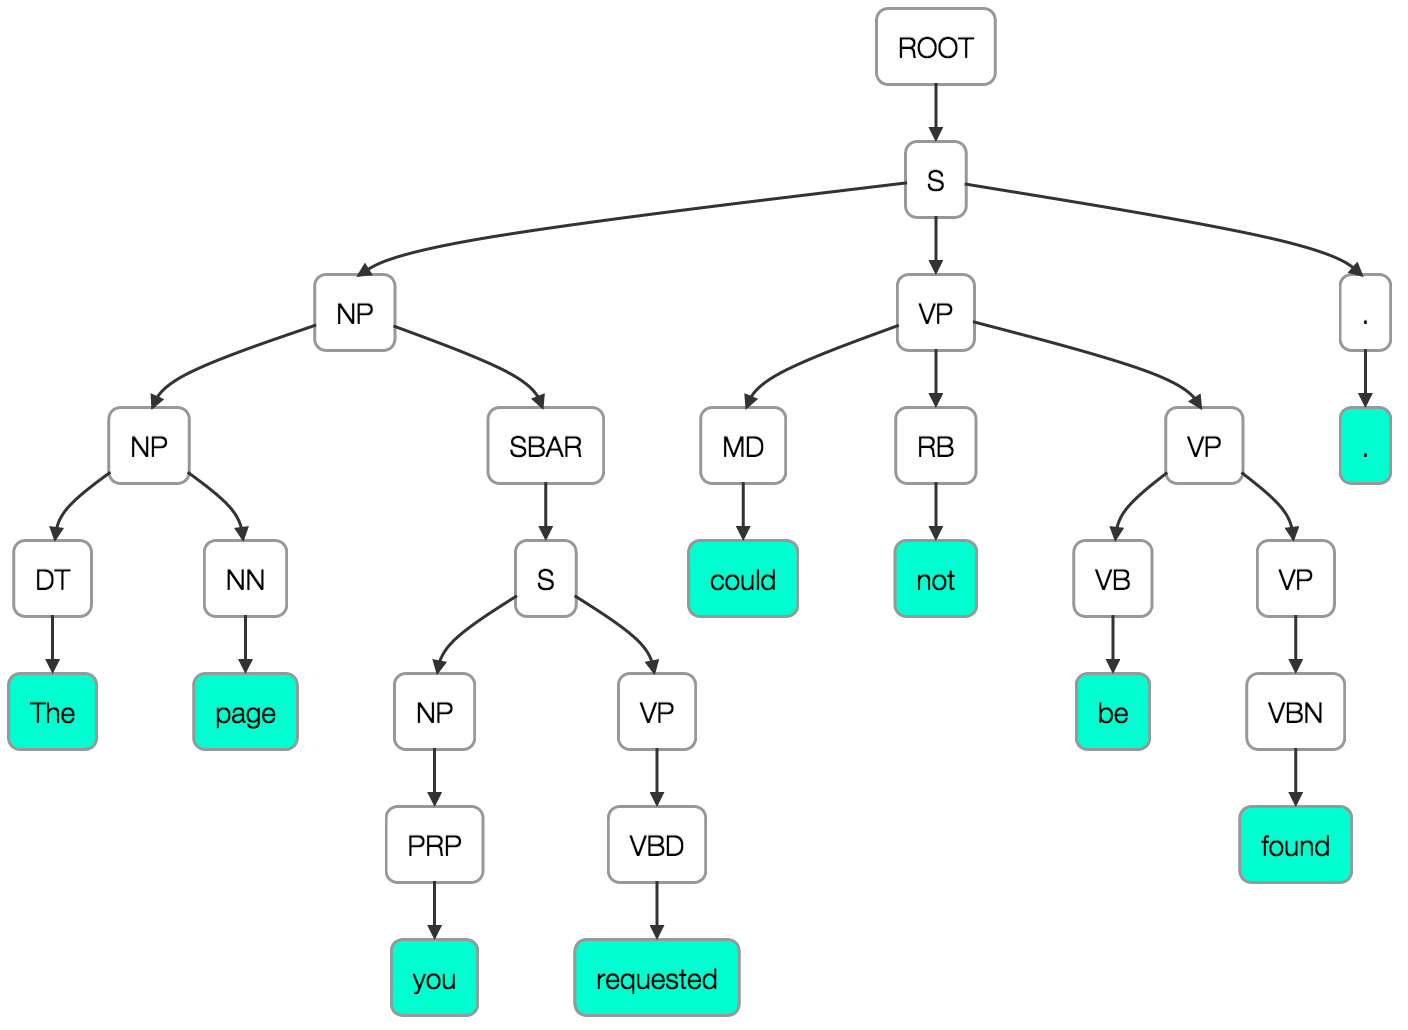 ROOT
S
NP VP .
NP SBAR MD RB VP .
DT NN S could not VB VP
The page NP VP be VBN
PRP VBD found
you requested